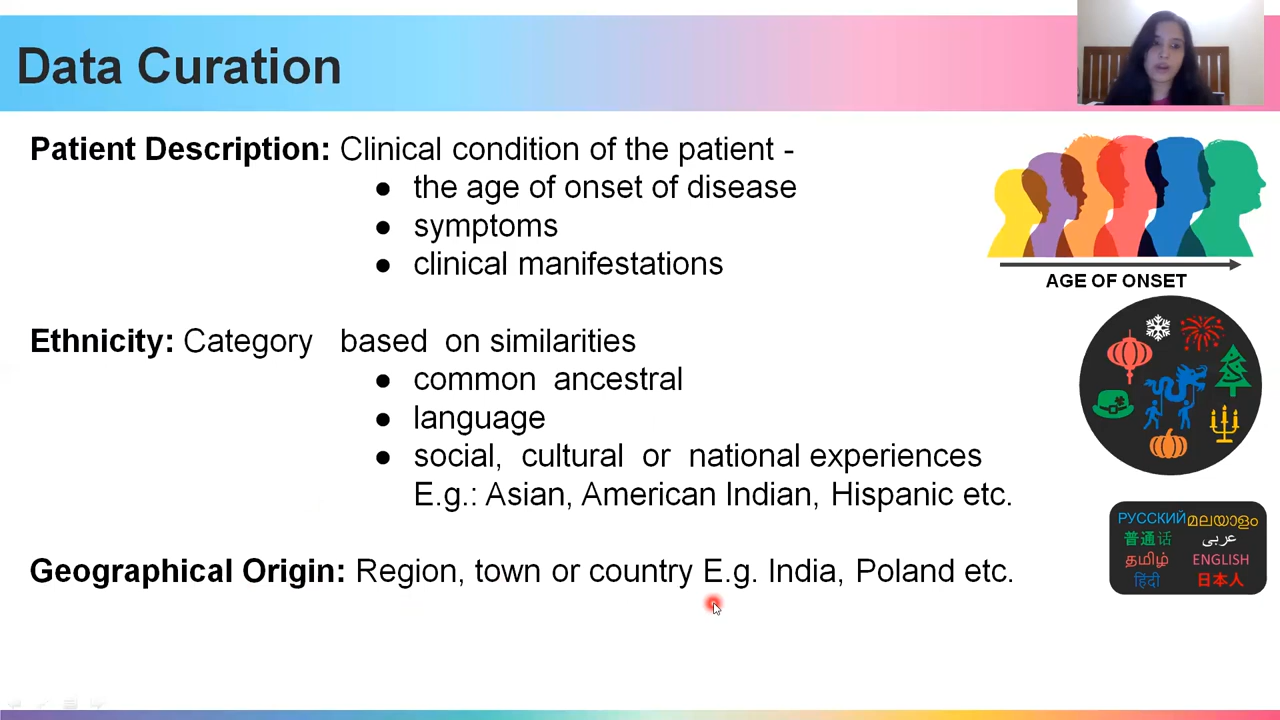 Data Curation
Patient Description: Clinical condition of the patient -
● the age of onset of disease
● symptoms
● clinical manifestations
AGE OF ONSET
Ethnicity: Category based on similarities
● common ancestral
● language
● social, cultural or national experiences
E.g.: Asian, American Indian, Hispanic etc.
РУССКИЙ മലയാളം
普通话 عربى
தமிழ் ENGLISH
हिंदी 日本人
Geographical Origin: Region, town or country E.g. India, Poland etc.